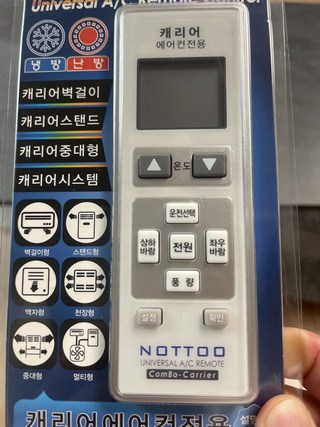 Universal A/C Remote Control
캐리어
에어컨전용
냉 방 난 방
캐리어벽걸이
캐리어스탠드
캐리어중대형
캐리어시스템
온도
운전선택
상하
바람
전원
좌우
바람
풍 량
설정
확인
벽걸이형
스탠드형
액자형
천장형
중대형
멀티형
NOTTOO
UNIVERSAL A/C REMOTE
ComBo-Carrier
캐리어에어컨전용